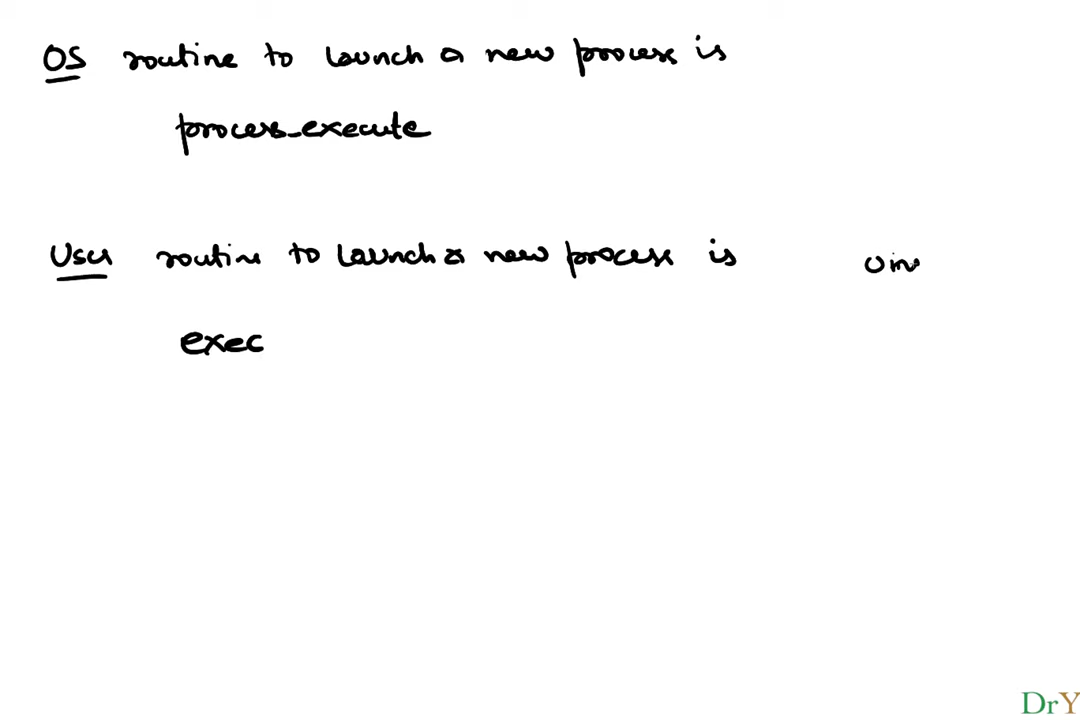 OS routine to launch a new process is
process_execute
User routine to launch a new process is
exec
DrY